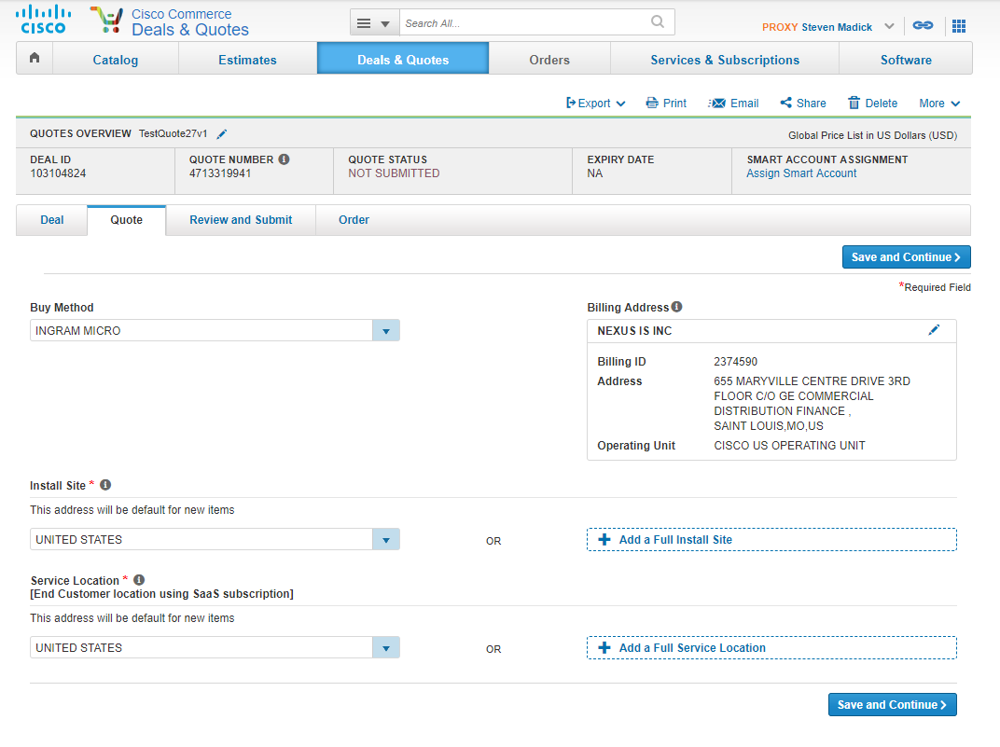 CISCO
Cisco Commerce
Deals & Quotes
Search All...
PROXY Steven Madick
Catalog
Estimates
Deals & Quotes
Orders
Services & Subscriptions
Software
Export
Print
Email
Share
Delete
More
QUOTES OVERVIEW TestQuote27v1
Global Price List in US Dollars (USD)
DEAL ID
103104824
QUOTE NUMBER
4713319941
QUOTE STATUS
NOT SUBMITTED
EXPIRY DATE
NA
SMART ACCOUNT ASSIGNMENT
Assign Smart Account
Deal
Quote
Review and Submit
Order
Save and Continue
*Required Field
Buy Method
INGRAM MICRO
Billing Address
NEXUS IS INC
Billing ID 2374590
Address 655 MARYVILLE CENTRE DRIVE 3RD
FLOOR C/O GE COMMERCIAL
DISTRIBUTION FINANCE ,
SAINT LOUIS,MO,US
Operating Unit CISCO US OPERATING UNIT
Install Site *
This address will be default for new items
UNITED STATES
OR
Add a Full Install Site
Service Location *
[End Customer location using SaaS subscription]
This address will be default for new items
UNITED STATES
OR
Add a Full Service Location
Save and Continue